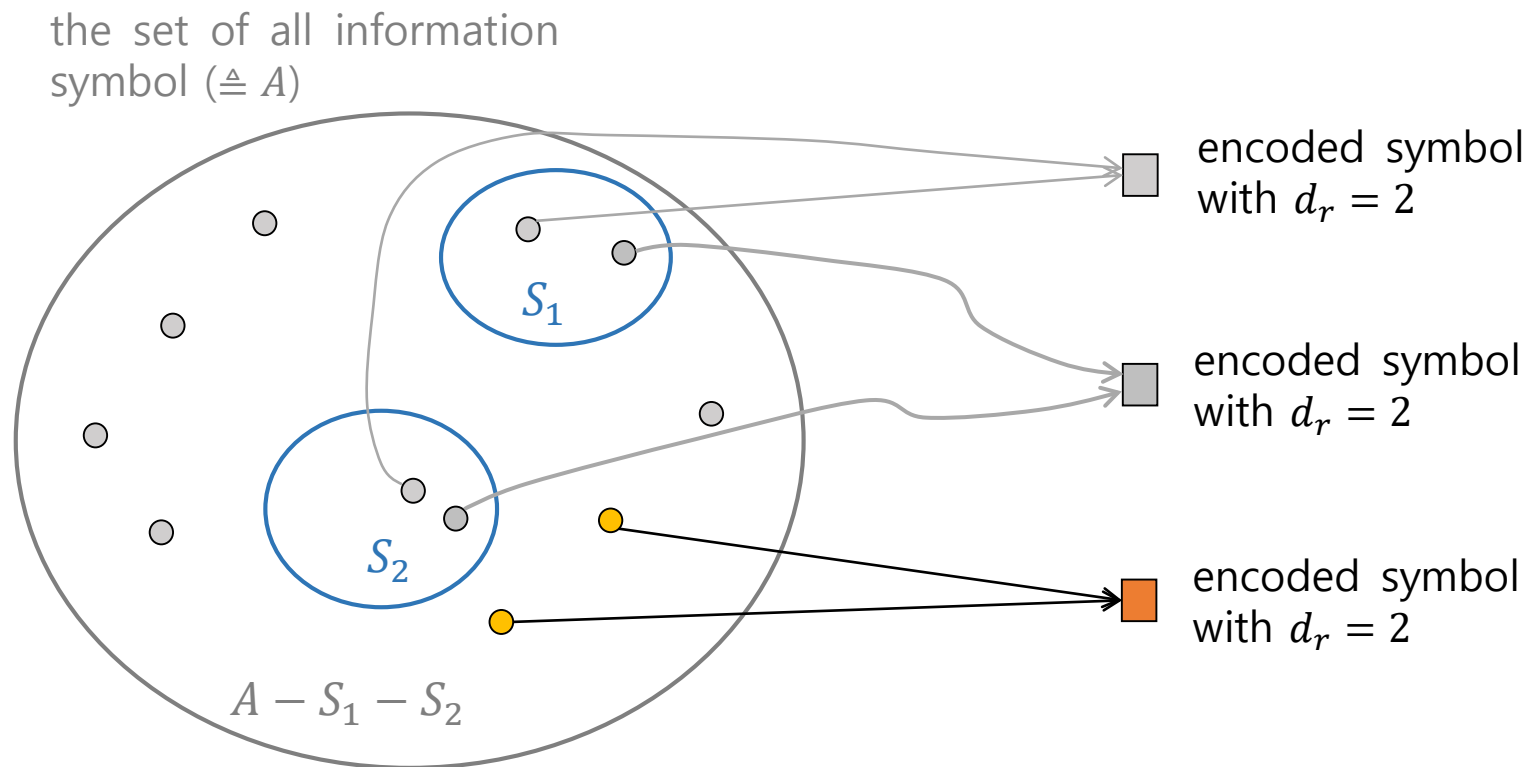 the set of all information
symbol (≜ A)
encoded symbol
with d_r = 2
S_1
encoded symbol
with d_r = 2
S_2
encoded symbol
with d_r = 2
A − S_1 − S_2